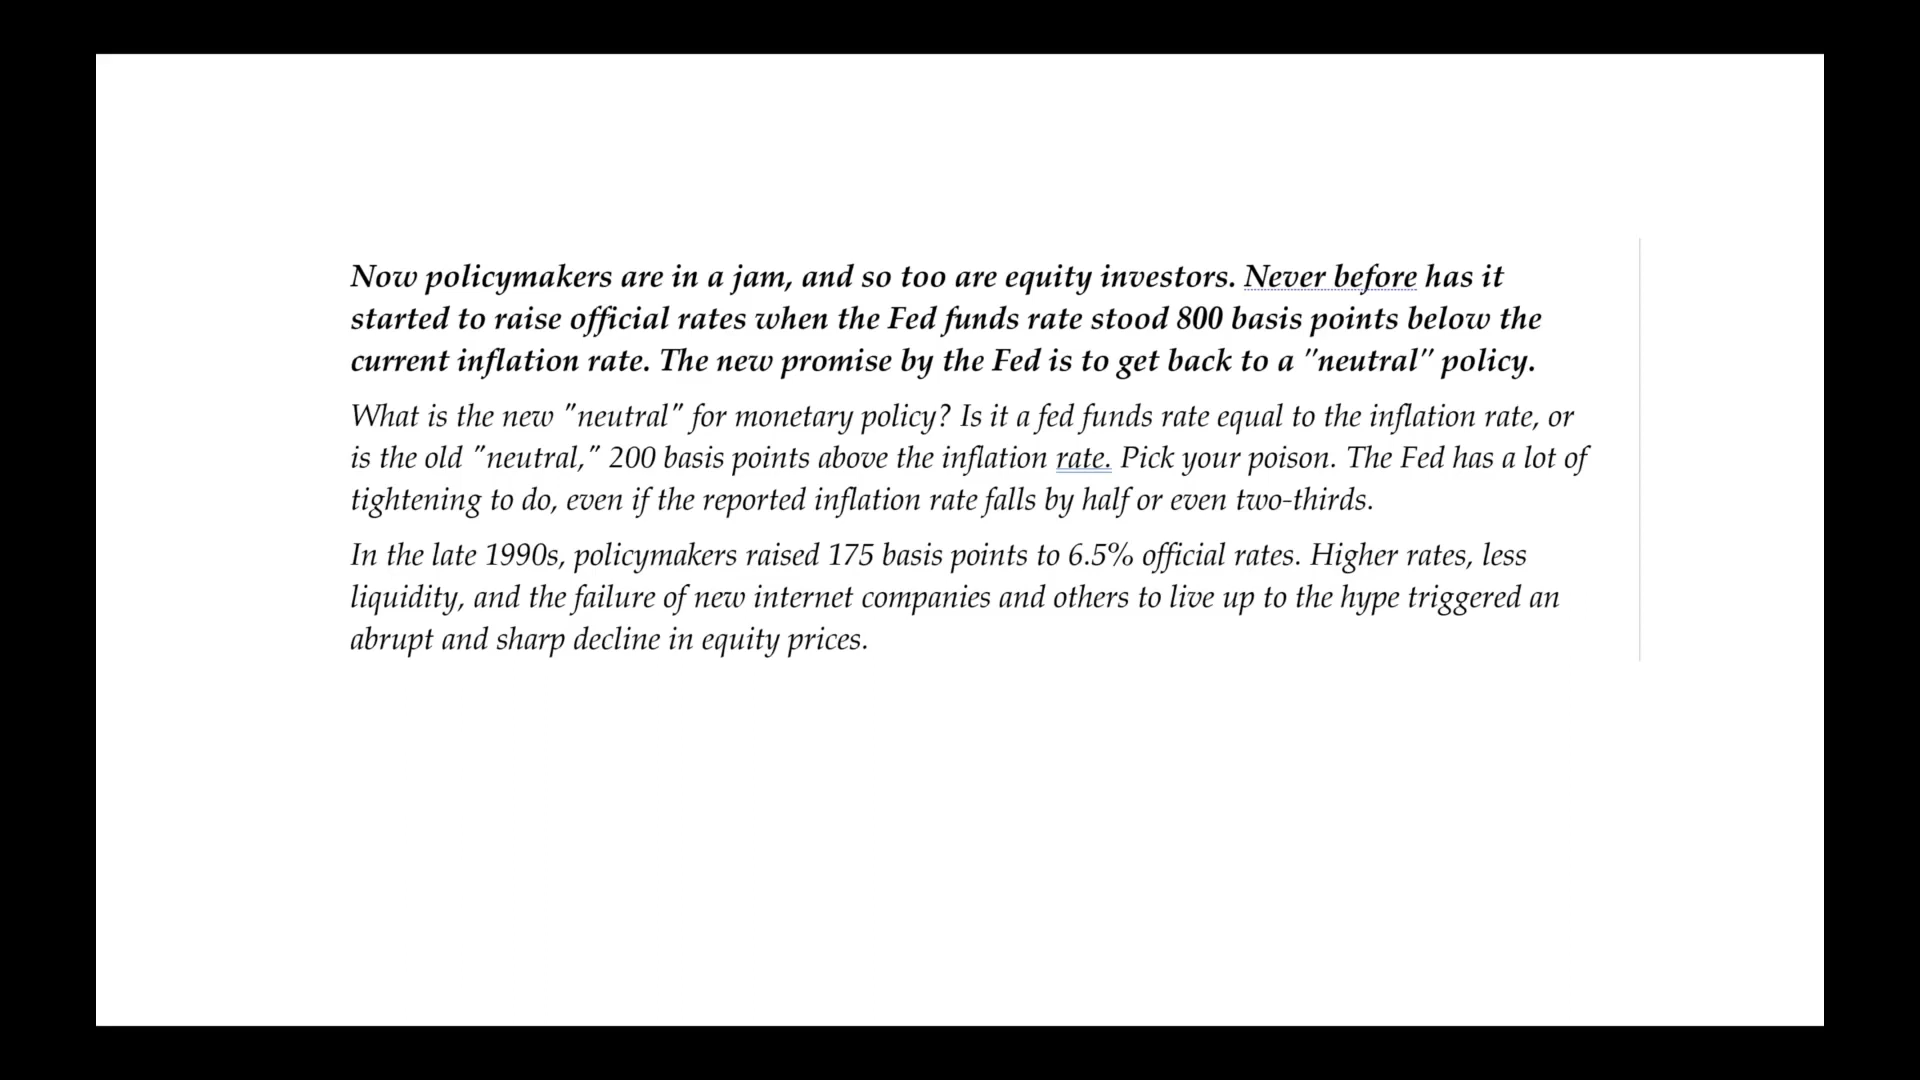 Now policymakers are in a jam, and so too are equity investors. Never before has it
started to raise official rates when the Fed funds rate stood 800 basis points below the
current inflation rate. The new promise by the Fed is to get back to a "neutral" policy.
What is the new "neutral" for monetary policy? Is it a fed funds rate equal to the inflation rate, or
is the old "neutral," 200 basis points above the inflation rate. Pick your poison. The Fed has a lot of
tightening to do, even if the reported inflation rate falls by half or even two-thirds.
In the late 1990s, policymakers raised 175 basis points to 6.5% official rates. Higher rates, less
liquidity, and the failure of new internet companies and others to live up to the hype triggered an
abrupt and sharp decline in equity prices.